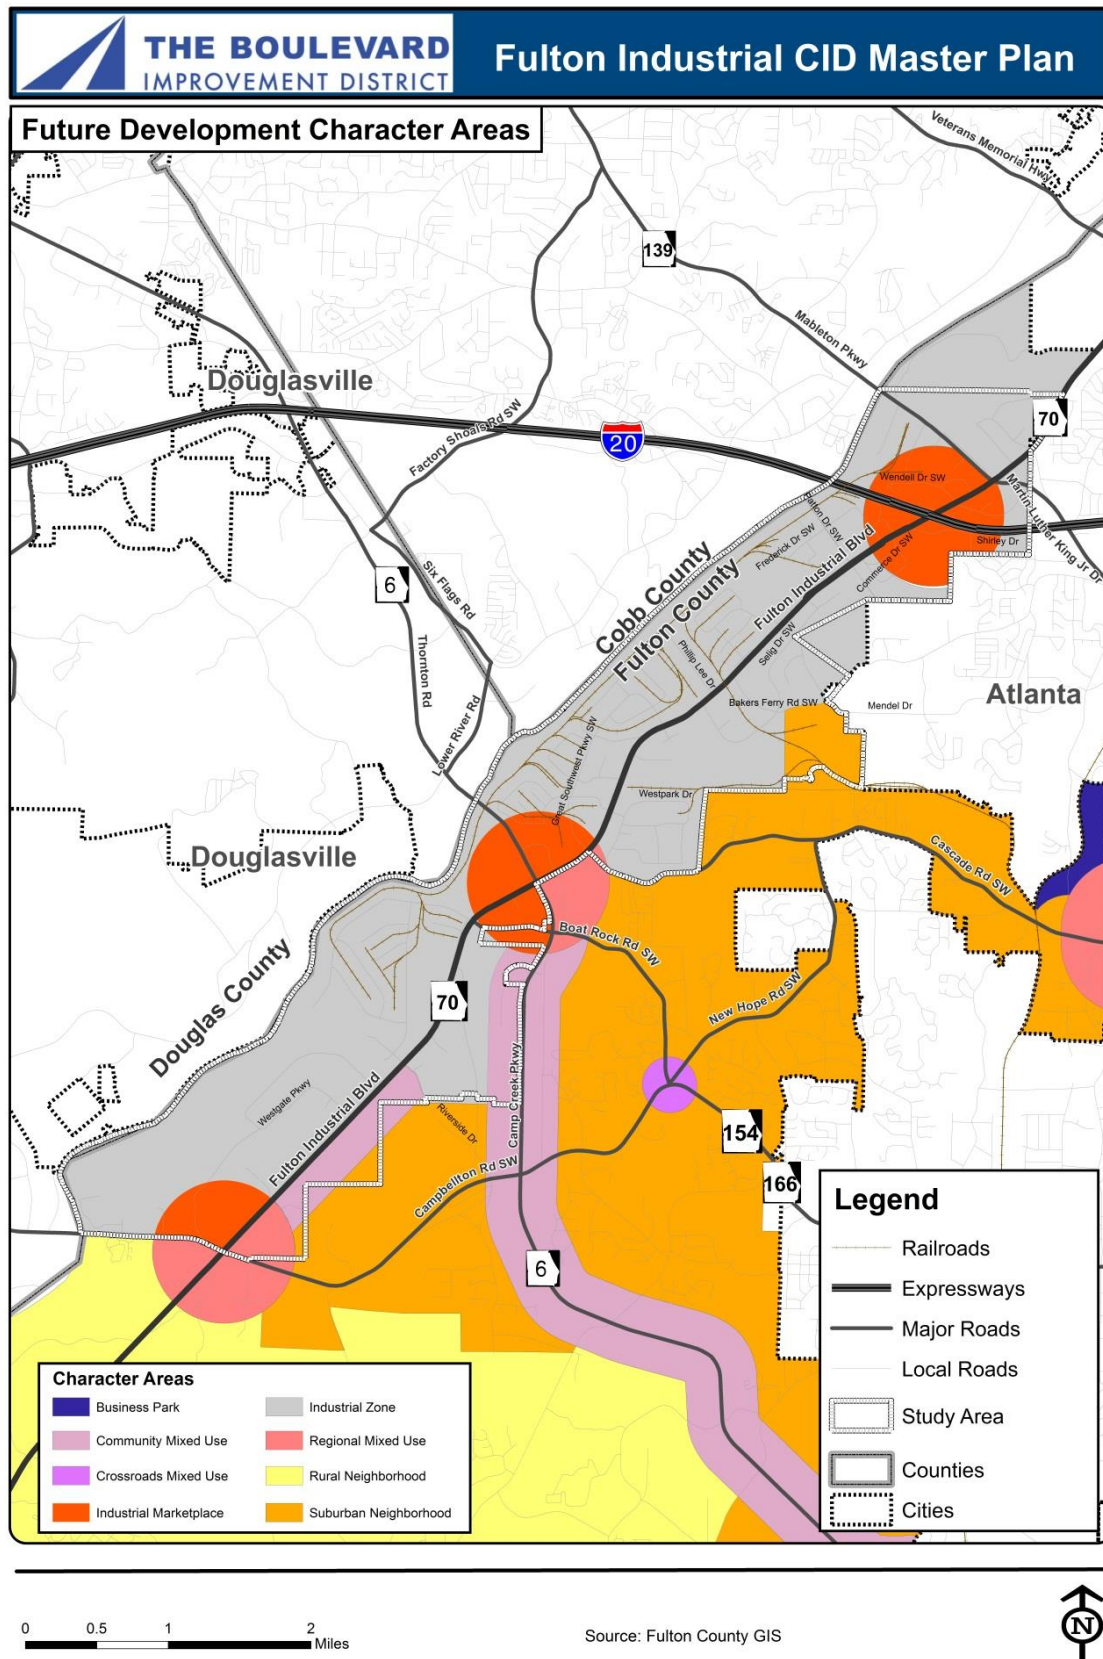 THE BOULEVARD
IMPROVEMENT DISTRICT
Fulton Industrial CID Master Plan
Future Development Character Areas
Veterans Memorial Hwy
139
Mableton Pkwy
Douglasville
70
Factory Shoals Rd SW
20
Wendell Dr SW
Martin Luther King Jr Dr
Shirley Dr
Frederick Dr SW
Commerce Dr SW
Fulton Industrial Blvd
Cobb County
Fulton County
6
Six Flags Rd
Thornton Rd
Selig Dr SW
Phillip Lee Dr
Bakers Ferry Rd SW
Mendel Dr
Atlanta
Lower River Rd
Great Southwest Pkwy SW
Westpark Dr
Douglasville
Cascade Rd SW
Boat Rock Rd SW
Douglas County
70
New Hope Rd SW
Camp Creek Pkwy
Westgate Pkwy
Fulton Industrial Blvd
Riverside Dr
154
Campbellton Rd SW
166
6
Legend
Railroads
Expressways
Major Roads
Local Roads
Study Area
Counties
Cities
Character Areas
Business Park
Industrial Zone
Community Mixed Use
Regional Mixed Use
Crossroads Mixed Use
Rural Neighborhood
Industrial Marketplace
Suburban Neighborhood
0 0.5 1 2
Miles
Source: Fulton County GIS
N